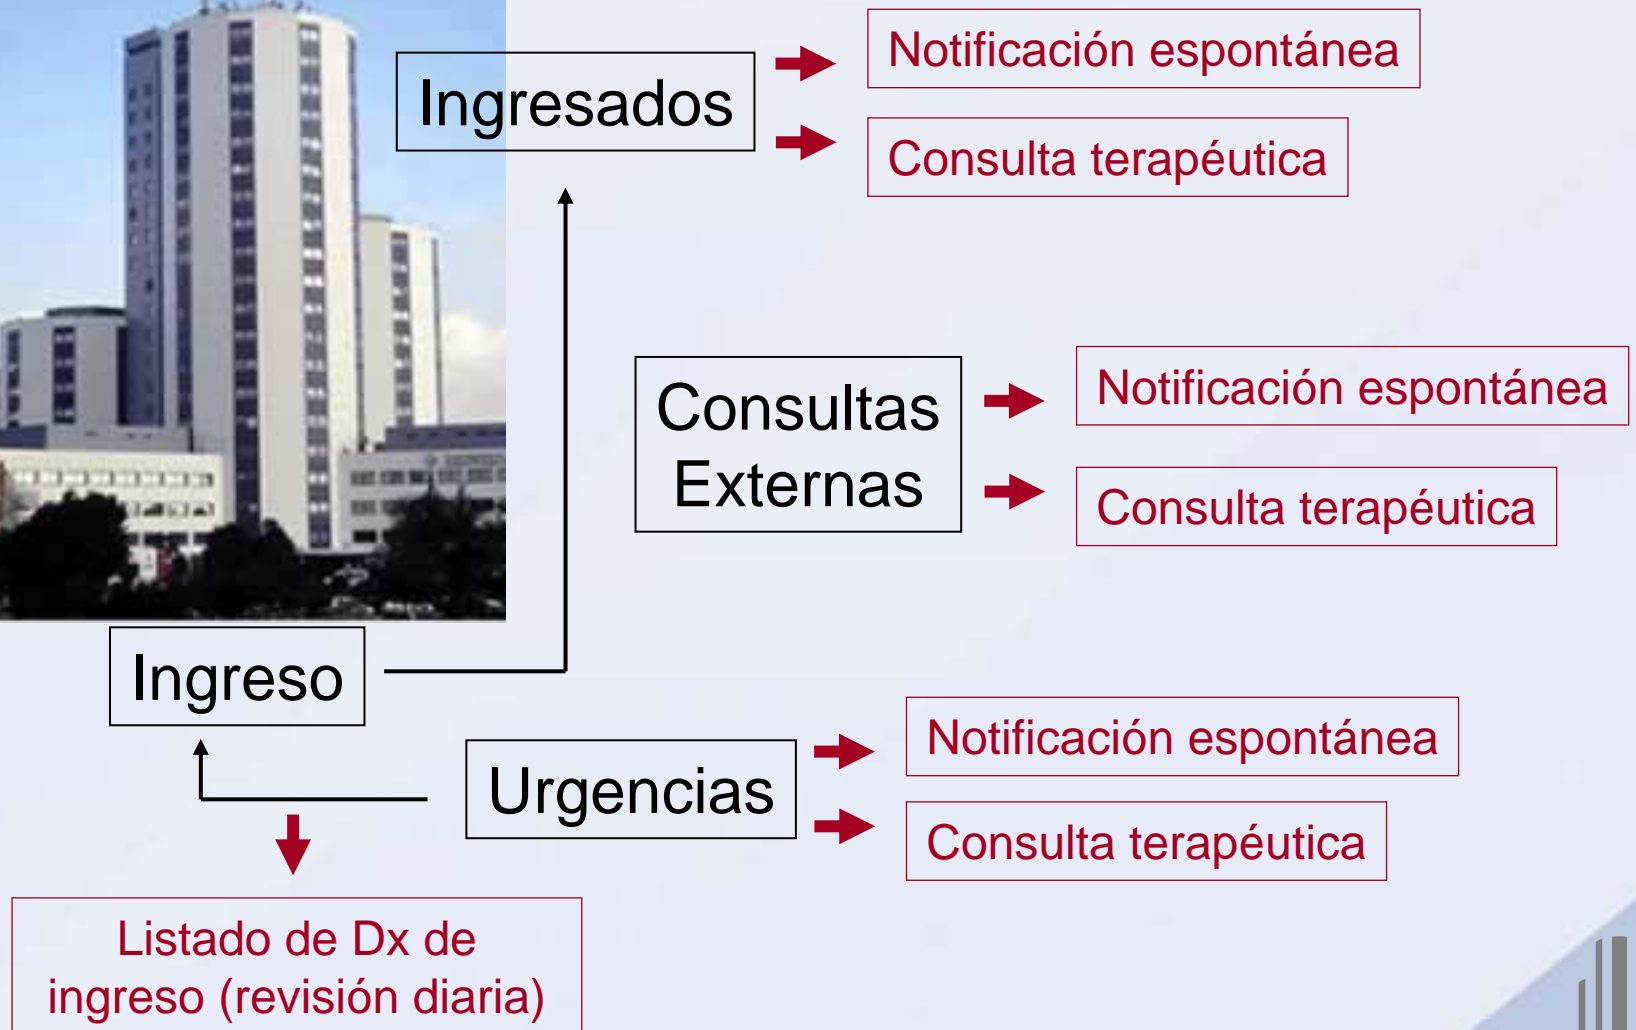 Ingresados
Notificación espontánea
Consulta terapéutica
Consultas
Externas
Notificación espontánea
Consulta terapéutica
Ingreso
Urgencias
Notificación espontánea
Consulta terapéutica
Listado de Dx de
ingreso (revisión diaria)